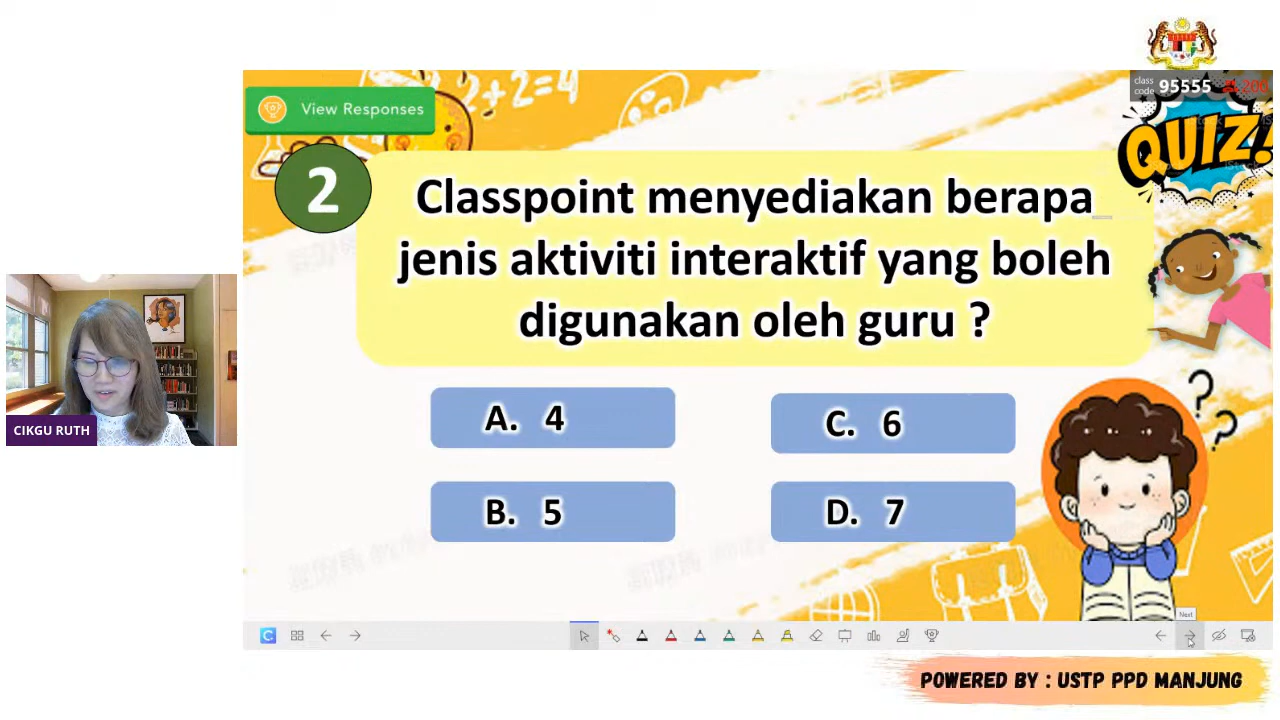 class code 95555 200
View Responses
2+2=4
QUIZ!
2
Classpoint menyediakan berapa
jenis aktiviti interaktif yang boleh
digunakan oleh guru ?
A. 4
C. 6
B. 5
D. 7
CIKGU RUTH
Next
POWERED BY : USTP PPD MANJUNG